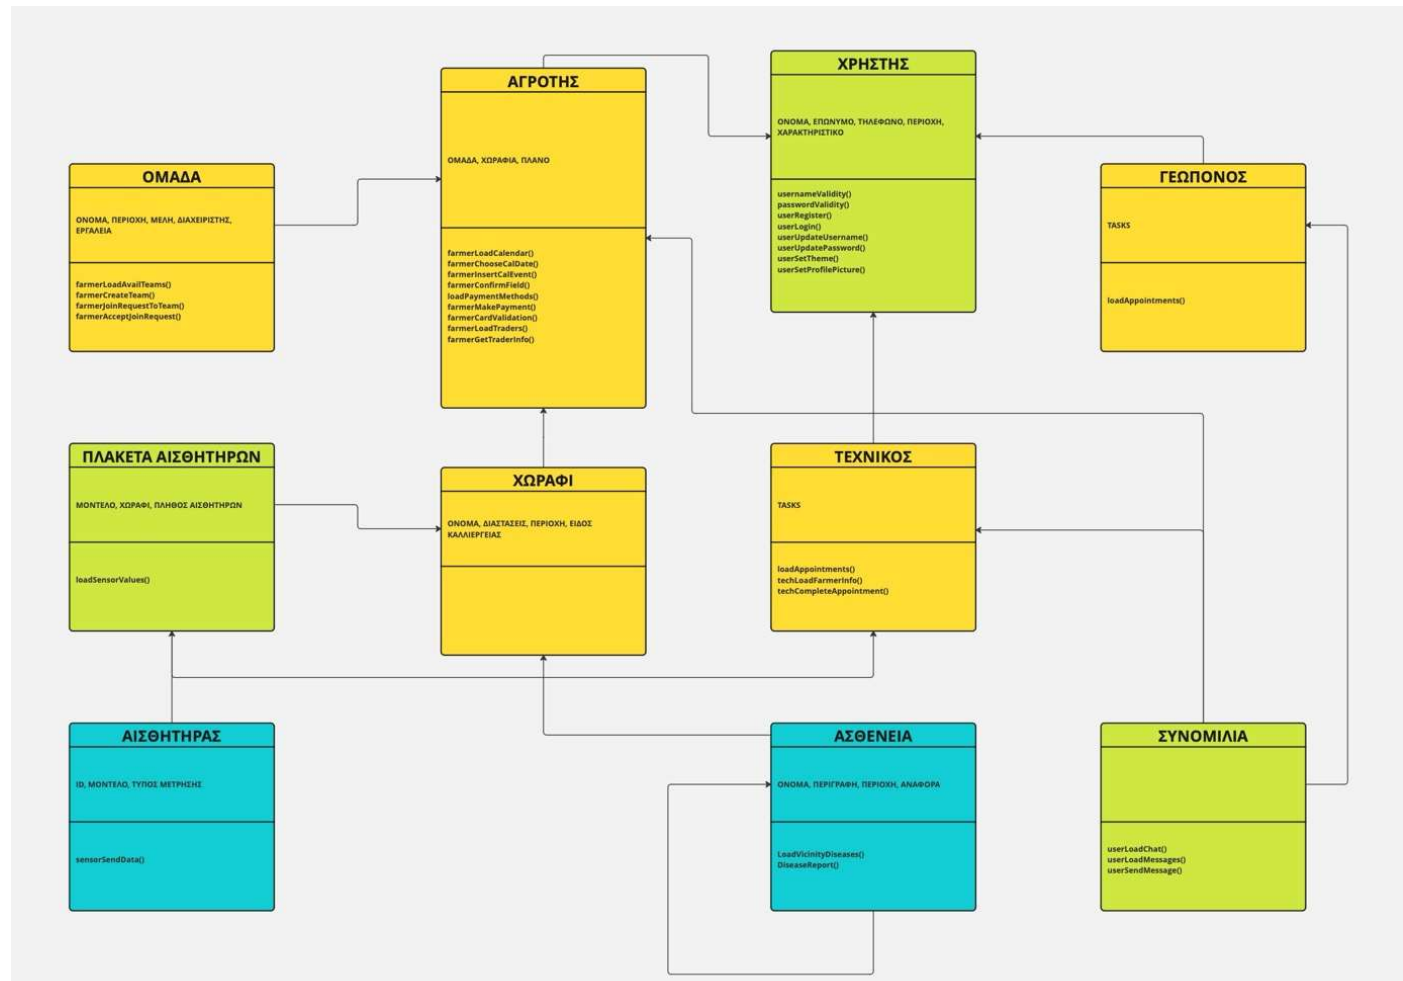 ΑΓΡΟΤΗΣ
ΟΜΑΔΑ, ΧΩΡΑΦΙΑ, ΠΛΑΝΟ
farmerLoadCalendar()
farmerChooseCalDate()
farmerInsertCalEvent()
farmerConfirmField()
loadPaymentMethods()
farmerMakePayment()
farmerCardValidation()
farmerLoadTraders()
farmerGetTraderInfo()
ΧΡΗΣΤΗΣ
ΟΝΟΜΑ, ΕΠΩΝΥΜΟ, ΤΗΛΕΦΩΝΟ, ΠΕΡΙΟΧΗ,
ΧΑΡΑΚΤΗΡΙΣΤΙΚΟ
usernameValidity()
passwordValidity()
userRegister()
userLogin()
userUpdateUsername()
userUpdatePassword()
userSetTheme()
userSetProfilePicture()
ΟΜΑΔΑ
ΟΝΟΜΑ, ΠΕΡΙΟΧΗ, ΜΕΛΗ, ΔΙΑΧΕΙΡΙΣΤΗΣ,
ΕΡΓΑΛΕΙΑ
farmerLoadAvailTeams()
farmerCreateTeam()
farmerJoinRequestToTeam()
farmerAcceptJoinRequest()
ΓΕΩΠΟΝΟΣ
TASKS
loadAppointments()
ΠΛΑΚΕΤΑ ΑΙΣΘΗΤΗΡΩΝ
ΜΟΝΤΕΛΟ, ΧΩΡΑΦΙ, ΠΛΗΘΟΣ ΑΙΣΘΗΤΗΡΩΝ
loadSensorValues()
ΧΩΡΑΦΙ
ΟΝΟΜΑ, ΔΙΑΣΤΑΣΕΙΣ, ΠΕΡΙΟΧΗ, ΕΙΔΟΣ
ΚΑΛΛΙΕΡΓΕΙΑΣ
ΤΕΧΝΙΚΟΣ
TASKS
loadAppointments()
techLoadFarmerInfo()
techCompleteAppointment()
ΑΙΣΘΗΤΗΡΑΣ
ID, ΜΟΝΤΕΛΟ, ΤΥΠΟΣ ΜΕΤΡΗΣΗΣ
sensorSendData()
ΑΣΘΕΝΕΙΑ
ΟΝΟΜΑ, ΠΕΡΙΓΡΑΦΗ, ΠΕΡΙΟΧΗ, ΑΝΑΦΟΡΑ
LoadVicinityDiseases()
DiseaseReport()
ΣΥΝΟΜΙΛΙΑ
userLoadChat()
userLoadMessages()
userSendMessage()